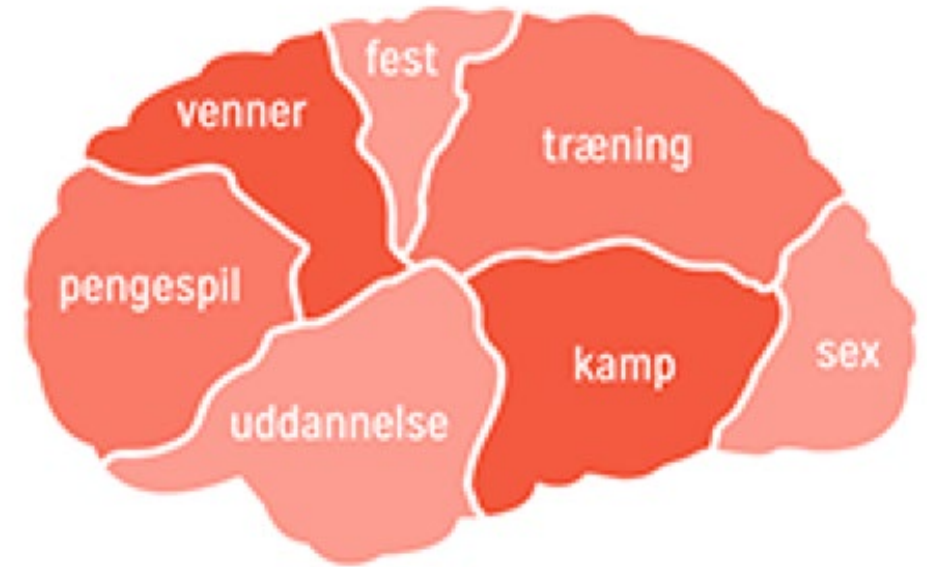 fest
venner
træning
pengespil
sex
kamp
uddannelse